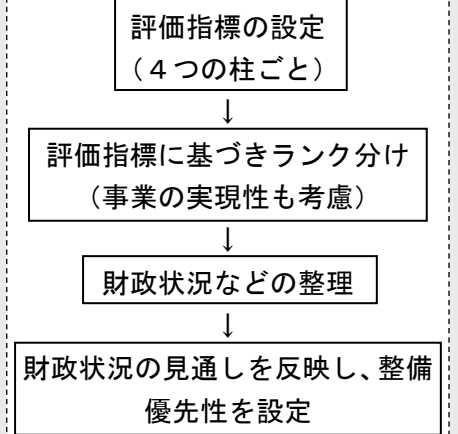 評価指標の設定
（４つの柱ごと）
↓
評価指標に基づきランク分け
（事業の実現性も考慮）
↓
財政状況などの整理
↓
財政状況の見通しを反映し、整備
優先性を設定